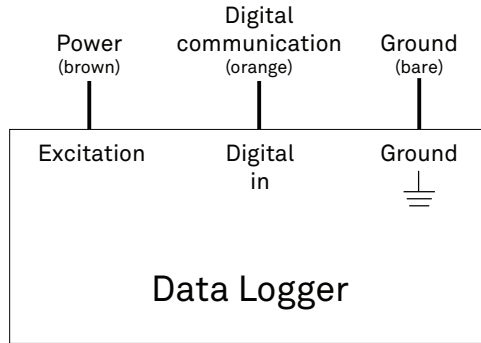 Power
(brown)
Digital
communication
(orange)
Ground
(bare)
Excitation
Digital
in
Ground
Data Logger